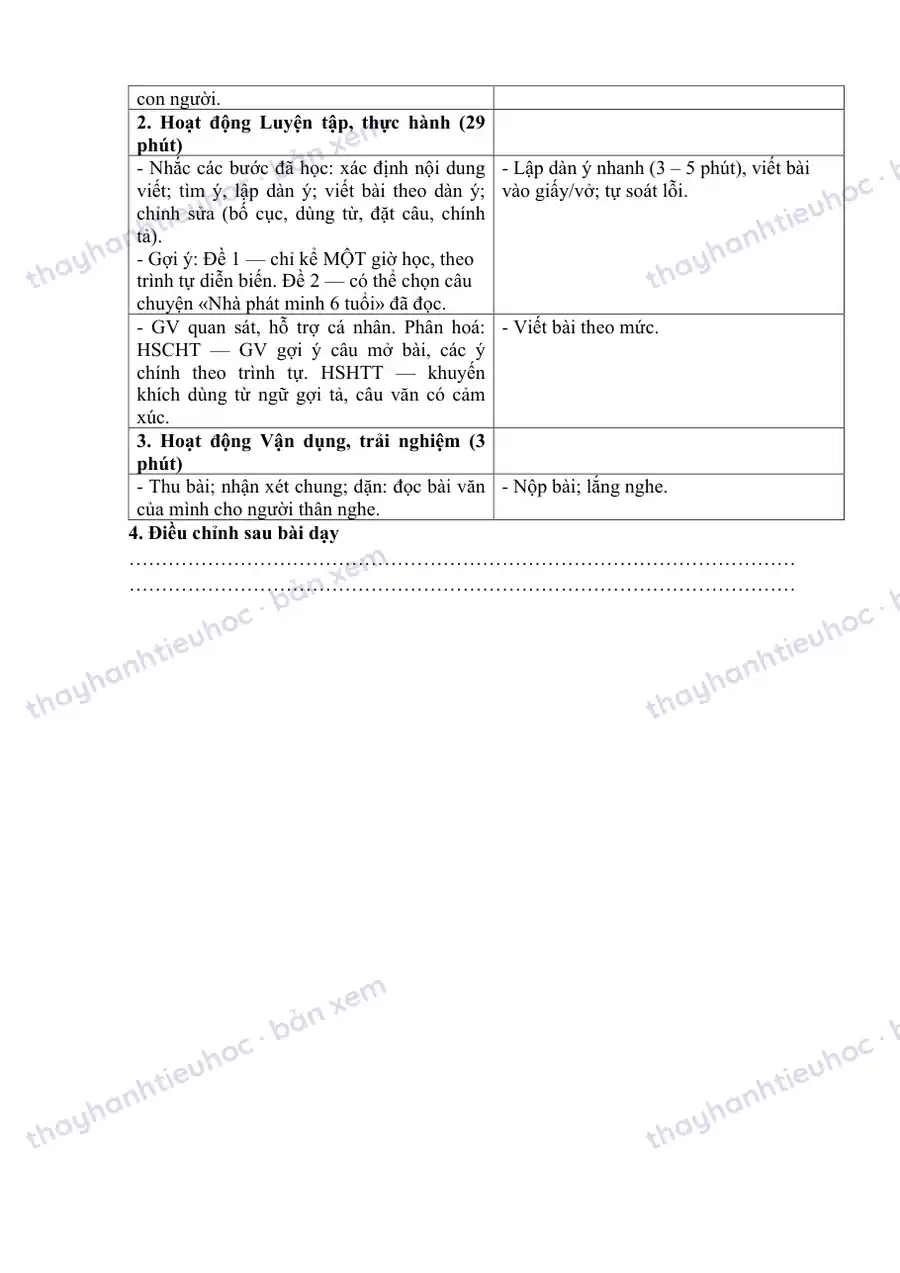 con người.
2. Hoạt động Luyện tập, thực hành (29
phút)
- Nhắc các bước đã học: xác định nội dung
viết; tìm ý, lập dàn ý; viết bài theo dàn ý;
chỉnh sửa (bố cục, dùng từ, đặt câu, chính
tả).
- Gợi ý: Đề 1 — chỉ kể MỘT giờ học, theo
trình tự diễn biến. Đề 2 — có thể chọn câu
chuyện «Nhà phát minh 6 tuổi» đã đọc.
- Lập dàn ý nhanh (3 – 5 phút), viết bài
vào giấy/vở; tự soát lỗi.
- GV quan sát, hỗ trợ cá nhân. Phân hoá:
HSCHT — GV gợi ý câu mở bài, các ý
chính theo trình tự. HSHTT — khuyến
khích dùng từ ngữ gợi tả, câu văn có cảm
xúc.
- Viết bài theo mức.
3. Hoạt động Vận dụng, trải nghiệm (3
phút)
- Thu bài; nhận xét chung; dặn: đọc bài văn
của mình cho người thân nghe.
- Nộp bài; lắng nghe.
4. Điều chỉnh sau bài dạy
…………………………………………………………………………………………
…………………………………………………………………………………………
thayhanhtieuhoc · bản xem
thayhanhtieuhoc · b
thayhanhtieuhoc · bản xem
thayhanhtieuhoc · b
thayhanhtieuhoc · bản xem
thayhanhtieuhoc · b